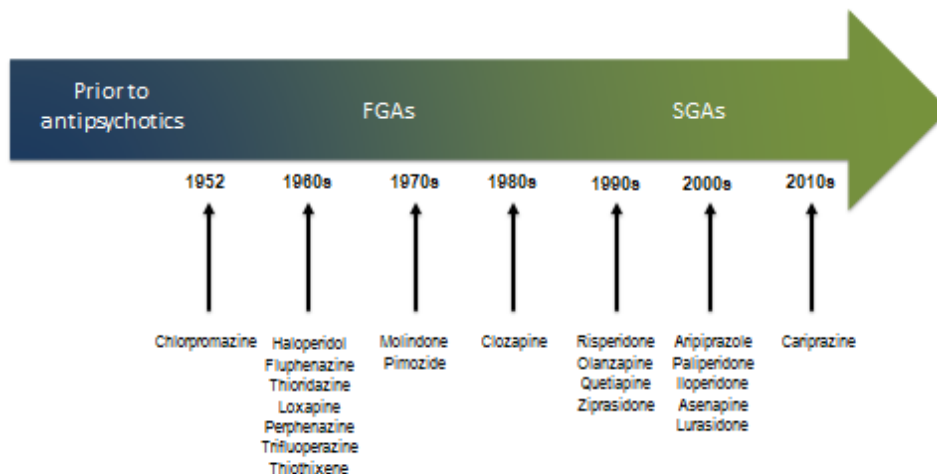 Prior to
antipsychotics
FGAs
SGAs
1952
1960s
1970s
1980s
1990s
2000s
2010s
Chlorpromazine
Haloperidol
Fluphenazine
Thioridazine
Loxapine
Perphenazine
Trifluoperazine
Thiothixene
Molindone
Pimozide
Clozapine
Risperidone
Olanzapine
Quetiapine
Ziprasidone
Aripiprazole
Paliperidone
Iloperidone
Asenapine
Lurasidone
Cariprazine